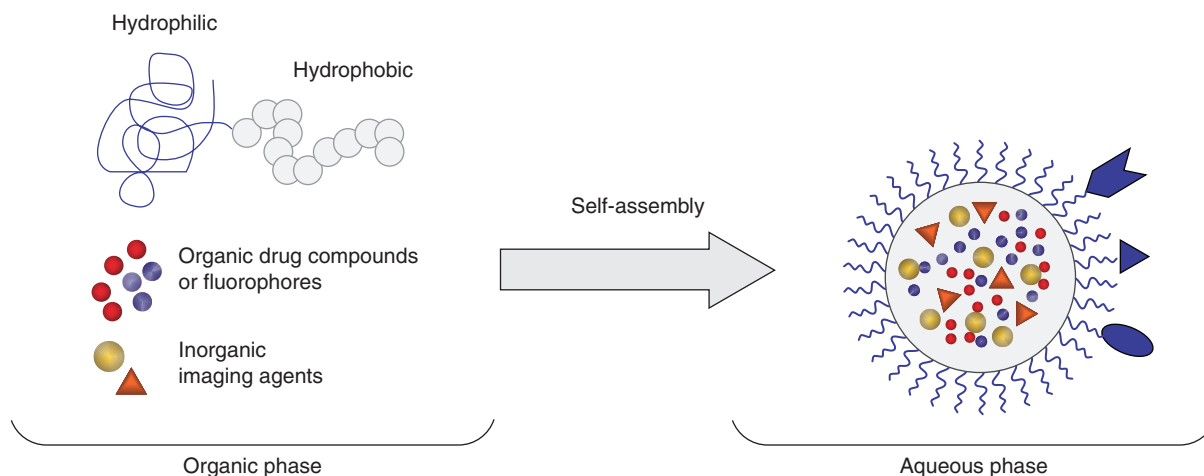 Hydrophilic
Hydrophobic
Self-assembly
Organic drug compounds
or fluorophores
Inorganic
imaging agents
Organic phase
Aqueous phase